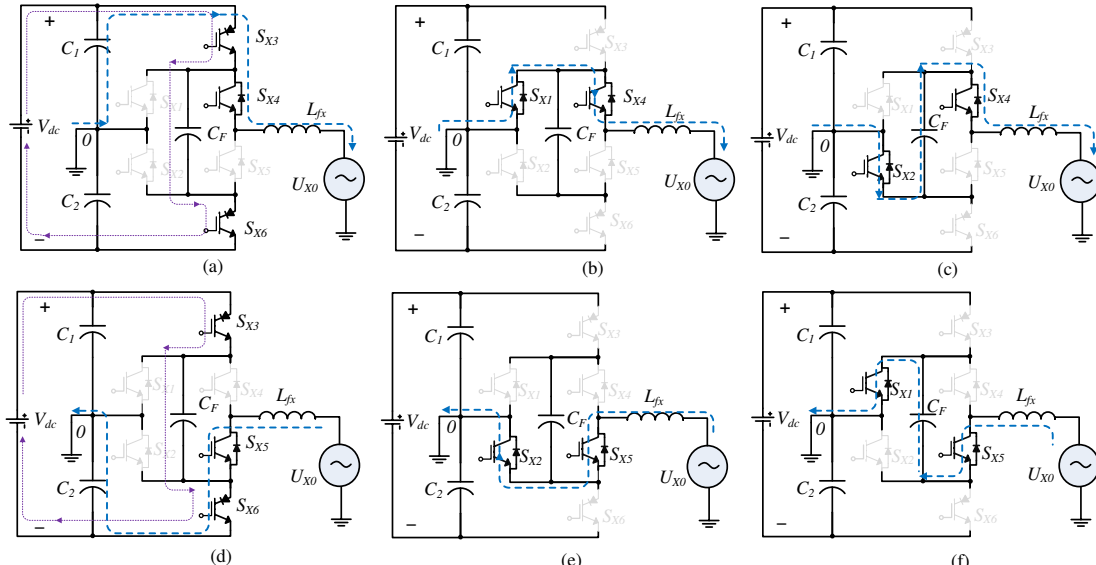 +
C1
SX3
SX1
SX4
Lfx
Vdc
0
CF
SX2
SX5
C2
UX0
−
SX6
(a)
+
SX3
C1
SX1
SX4
Lfx
Vdc
0
CF
SX2
SX5
C2
UX0
−
SX6
(b)
+
SX3
C1
SX1
SX4
Lfx
CF
Vdc
0
SX2
SX5
C2
UX0
−
SX6
(c)
+
SX3
C1
SX1
SX4
Lfx
Vdc
0
CF
SX2
SX5
C2
UX0
−
SX6
(d)
+
SX3
C1
SX1
SX4
Lfx
Vdc
0
CF
SX2
SX5
C2
UX0
−
SX6
(e)
+
SX3
C1
SX1
SX4
Lfx
Vdc
0
CF
SX2
SX5
C2
UX0
−
SX6
(f)